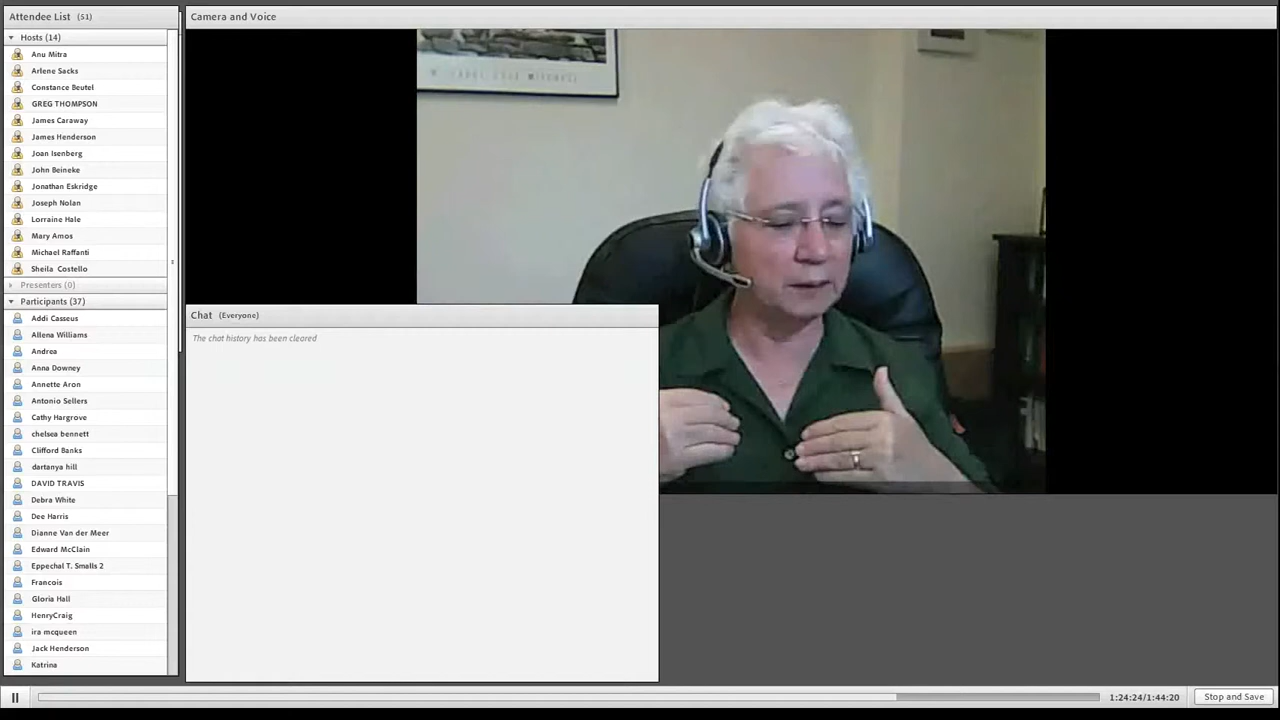 Attendee List (51)
Hosts (14)
Anu Mitra
Arlene Sacks
Constance Beutel
GREG THOMPSON
James Caraway
James Henderson
Joan Isenberg
John Beineke
Jonathan Eskridge
Joseph Nolan
Lorraine Hale
Mary Amos
Michael Raffanti
Sheila Costello
Presenters (0)
Participants (37)
Addi Casseus
Allena Williams
Andrea
Anna Downey
Annette Aron
Antonio Sellers
Cathy Hargrove
chelsea bennett
Clifford Banks
dartanya hill
DAVID TRAVIS
Debra White
Dee Harris
Dianne Van der Meer
Edward McClain
Eppechal T. Smalls 2
Francois
Gloria Hall
HenryCraig
ira mcqueen
Jack Henderson
Katrina
Camera and Voice
Chat (Everyone)
The chat history has been cleared
1:24:24/1:44:20
Stop and Save